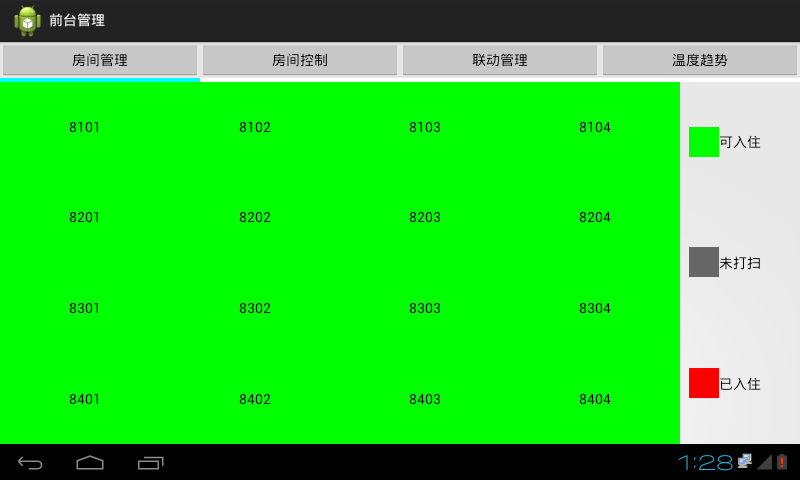 前台管理
房间管理 房间控制 联动管理 温度趋势
8101 8102 8103 8104
可入住
8201 8202 8203 8204
未打扫
8301 8302 8303 8304
已入住
8401 8402 8403 8404
1:28